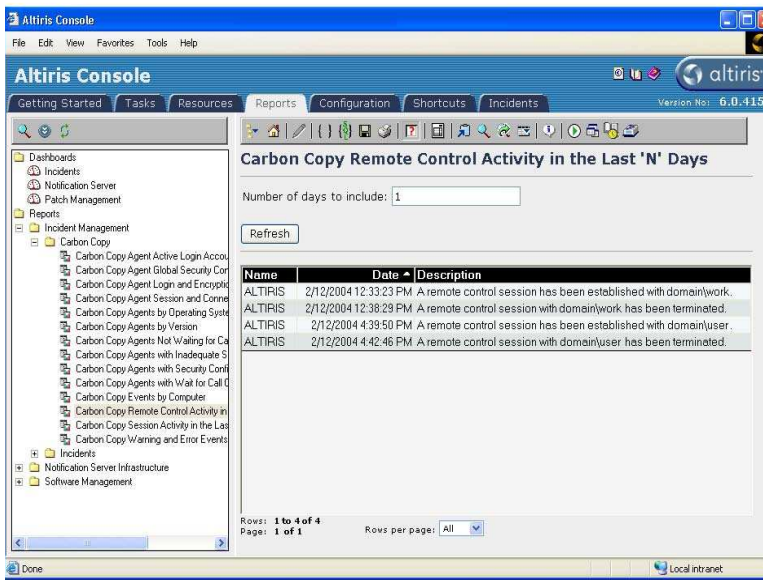 Altiris Console
File Edit View Favorites Tools Help
Altiris Console
altiris
Getting Started Tasks Resources Reports Configuration Shortcuts Incidents
Version No: 6.0.415
Dashboards
Incidents
Notification Server
Patch Management
Reports
Incident Management
Carbon Copy
Carbon Copy Agent Active Login Accou
Carbon Copy Agent Global Security Con
Carbon Copy Agent Login and Encryptic
Carbon Copy Agent Session and Conne
Carbon Copy Agents by Operating Syste
Carbon Copy Agents by Version
Carbon Copy Agents Not Waiting for Ca
Carbon Copy Agents with Inadequate S
Carbon Copy Agents with Security Confi
Carbon Copy Agents with Wait for Call
Carbon Copy Events by Computer
Carbon Copy Remote Control Activity in
Carbon Copy Session Activity in the Las
Carbon Copy Warning and Error Events
Incidents
Notification Server Infrastructure
Software Management
Carbon Copy Remote Control Activity in the Last 'N' Days
Number of days to include: 1
Refresh
Name Date Description
ALTIRIS 2/12/2004 12:33:23 PM A remote control session has been established with domain\work.
ALTIRIS 2/12/2004 12:38:29 PM A remote control session with domain\work has been terminated.
ALTIRIS 2/12/2004 4:39:50 PM A remote control session has been established with domain\user.
ALTIRIS 2/12/2004 4:42:46 PM A remote control session with domain\user has been terminated.
Rows: 1 to 4 of 4
Page: 1 of 1
Rows per page: All
Done
Local intranet